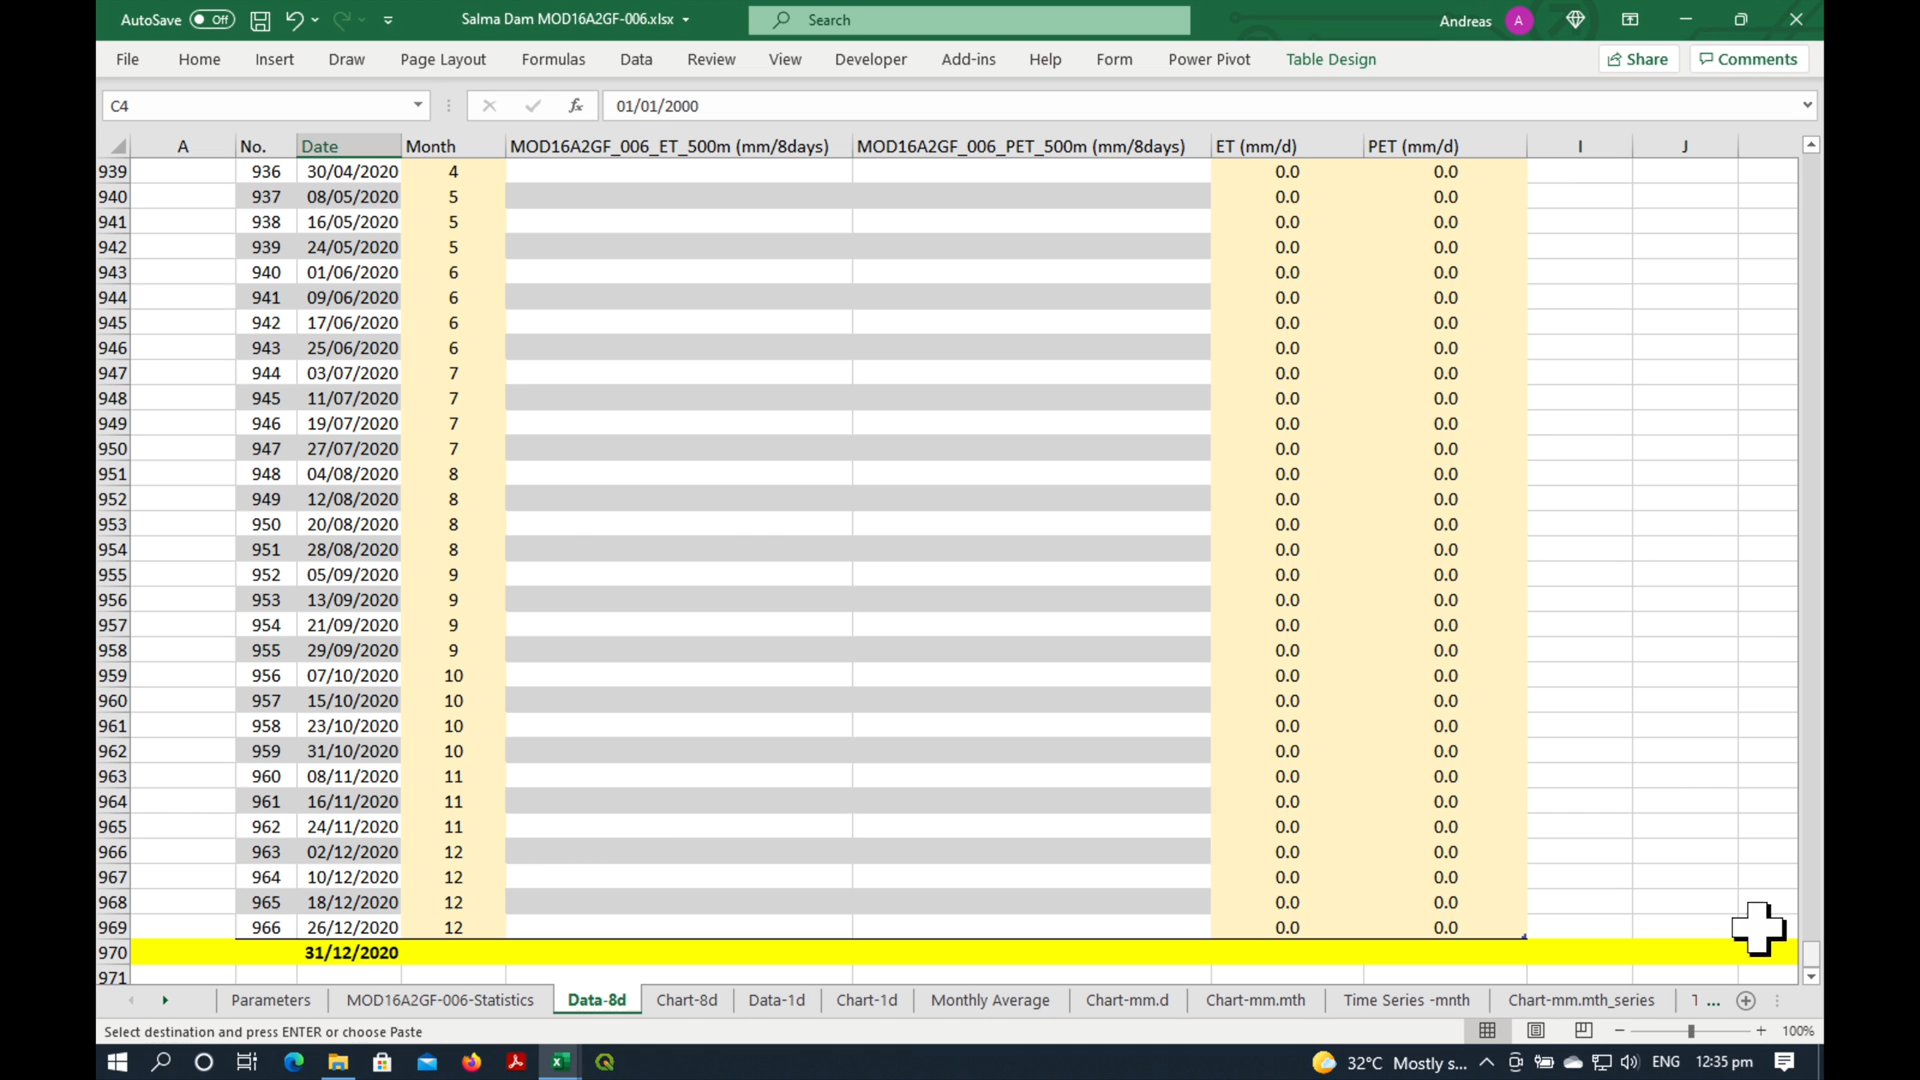 AutoSave Off Salma Dam MOD16A2GF-006.xlsx Search Andreas A
File Home Insert Draw Page Layout Formulas Data Review View Developer Add-ins Help Form Power Pivot Table Design Share Comments
C4 fx 01/01/2000
A No. Date Month MOD16A2GF_006_ET_500m (mm/8days) MOD16A2GF_006_PET_500m (mm/8days) ET (mm/d) PET (mm/d) I J
939 936 30/04/2020 4 0.0 0.0
940 937 08/05/2020 5 0.0 0.0
941 938 16/05/2020 5 0.0 0.0
942 939 24/05/2020 5 0.0 0.0
943 940 01/06/2020 6 0.0 0.0
944 941 09/06/2020 6 0.0 0.0
945 942 17/06/2020 6 0.0 0.0
946 943 25/06/2020 6 0.0 0.0
947 944 03/07/2020 7 0.0 0.0
948 945 11/07/2020 7 0.0 0.0
949 946 19/07/2020 7 0.0 0.0
950 947 27/07/2020 7 0.0 0.0
951 948 04/08/2020 8 0.0 0.0
952 949 12/08/2020 8 0.0 0.0
953 950 20/08/2020 8 0.0 0.0
954 951 28/08/2020 8 0.0 0.0
955 952 05/09/2020 9 0.0 0.0
956 953 13/09/2020 9 0.0 0.0
957 954 21/09/2020 9 0.0 0.0
958 955 29/09/2020 9 0.0 0.0
959 956 07/10/2020 10 0.0 0.0
960 957 15/10/2020 10 0.0 0.0
961 958 23/10/2020 10 0.0 0.0
962 959 31/10/2020 10 0.0 0.0
963 960 08/11/2020 11 0.0 0.0
964 961 16/11/2020 11 0.0 0.0
965 962 24/11/2020 11 0.0 0.0
966 963 02/12/2020 12 0.0 0.0
967 964 10/12/2020 12 0.0 0.0
968 965 18/12/2020 12 0.0 0.0
969 966 26/12/2020 12 0.0 0.0
970 31/12/2020
971
Parameters MOD16A2GF-006-Statistics Data-8d Chart-8d Data-1d Chart-1d Monthly Average Chart-mm.d Chart-mm.mth Time Series -mnth Chart-mm.mth_series ...
Select destination and press ENTER or choose Paste 100%
32°C Mostly s... ENG 12:35 pm